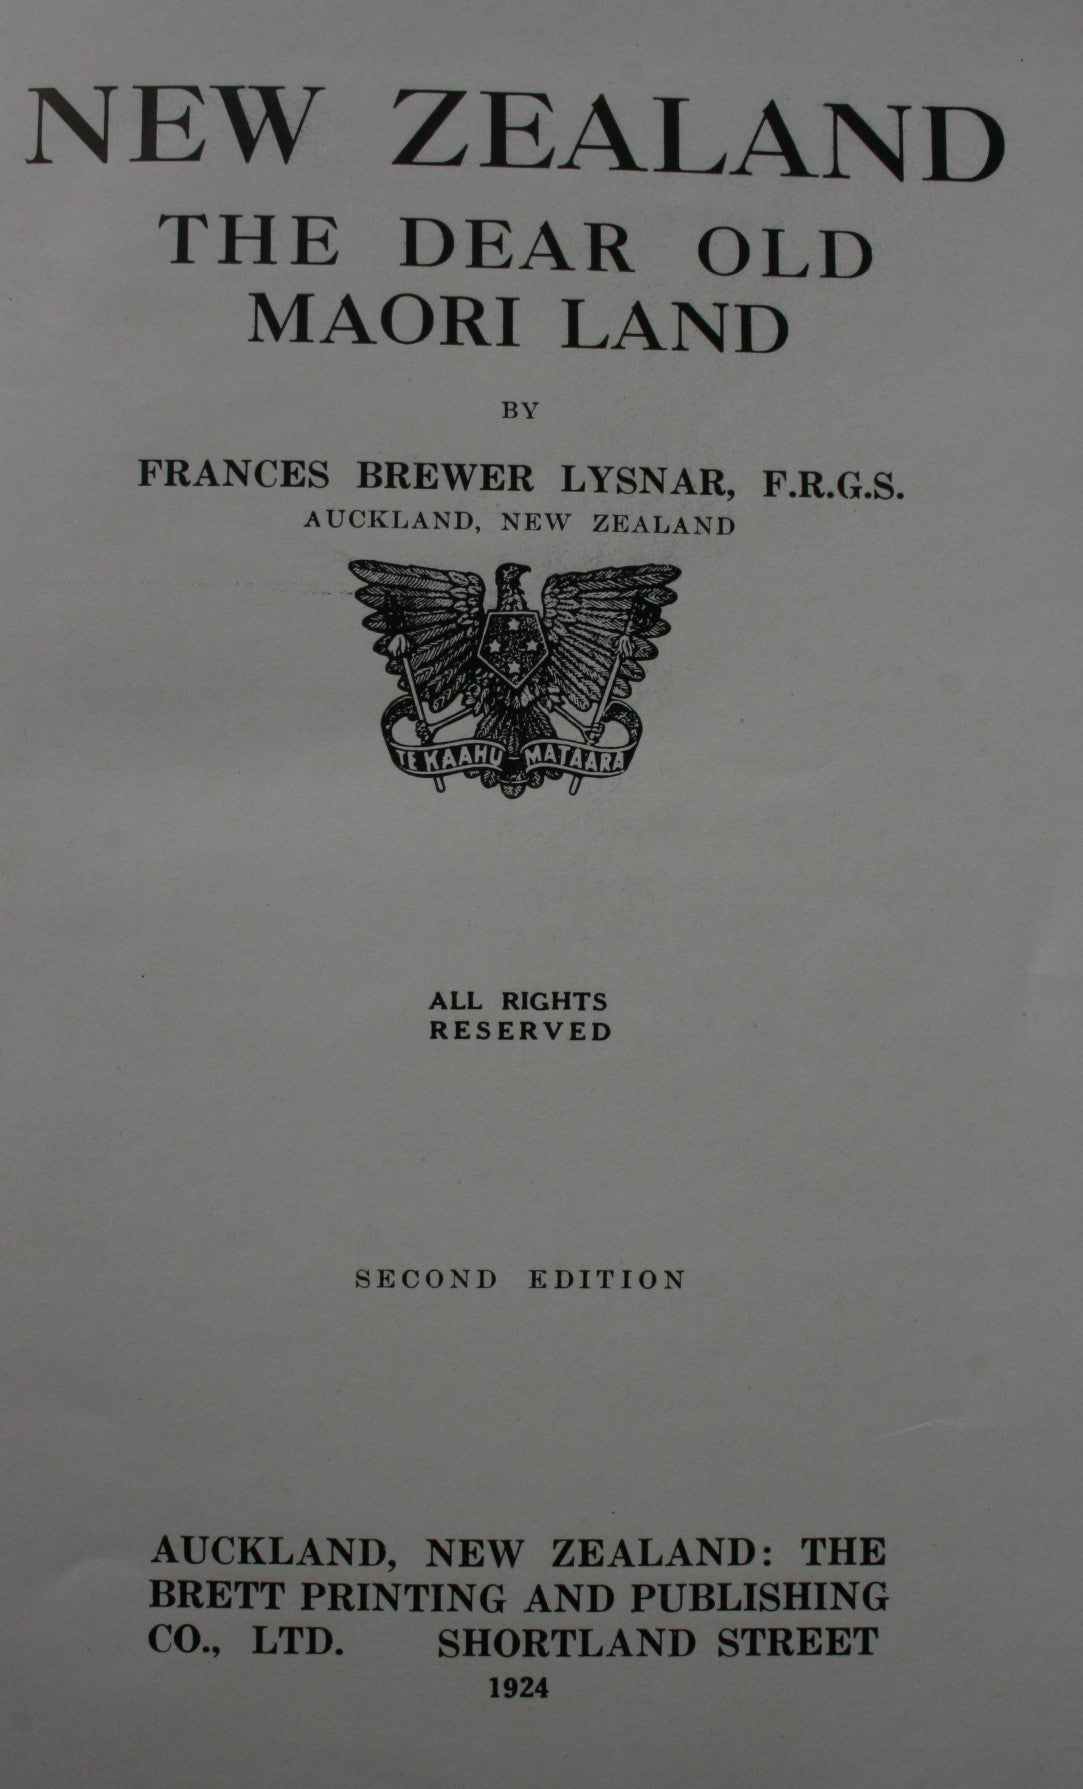 NEW ZEALAND
THE DEAR OLD
MAORI LAND
BY
FRANCES BREWER LYSNAR, F.R.G.S.
AUCKLAND, NEW ZEALAND
TE KAAHU MATAARA
ALL RIGHTS
RESERVED
SECOND EDITION
AUCKLAND, NEW ZEALAND: THE
BRETT PRINTING AND PUBLISHING
CO., LTD. SHORTLAND STREET
1924